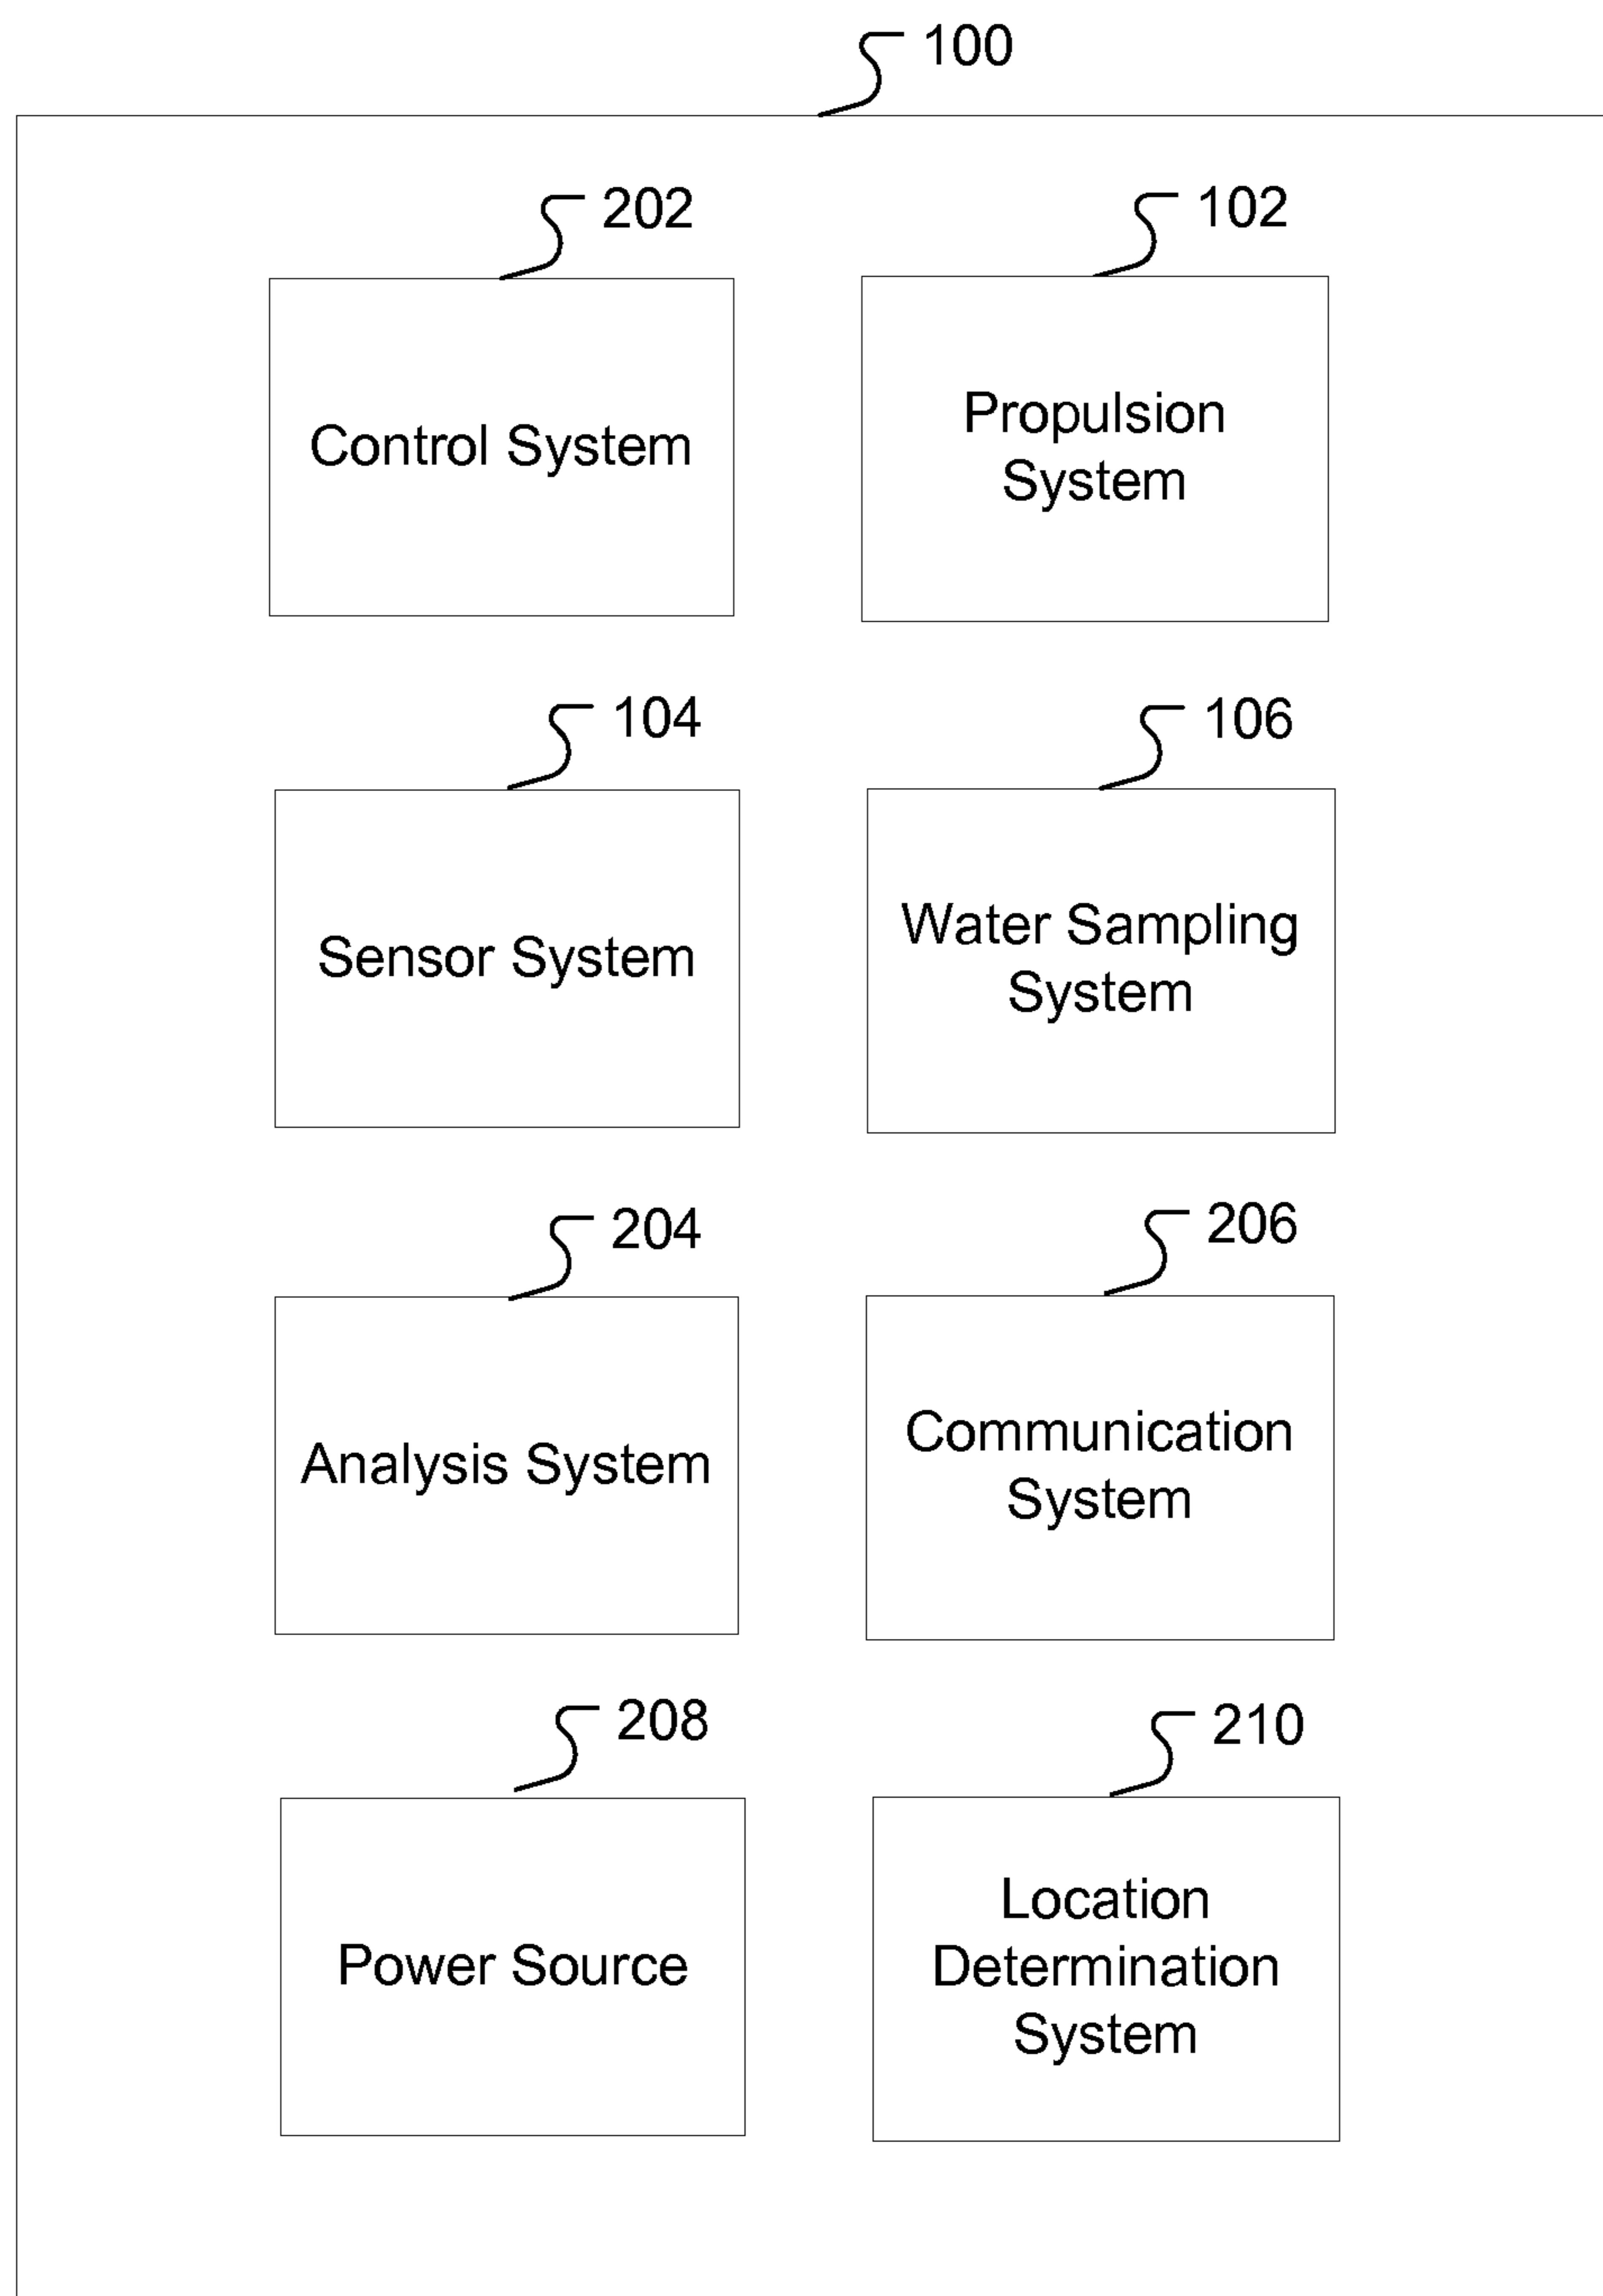 100
202
102
Control System
Propulsion
System
104
106
Sensor System
Water Sampling
System
204
206
Analysis System
Communication
System
208
210
Power Source
Location
Determination
System